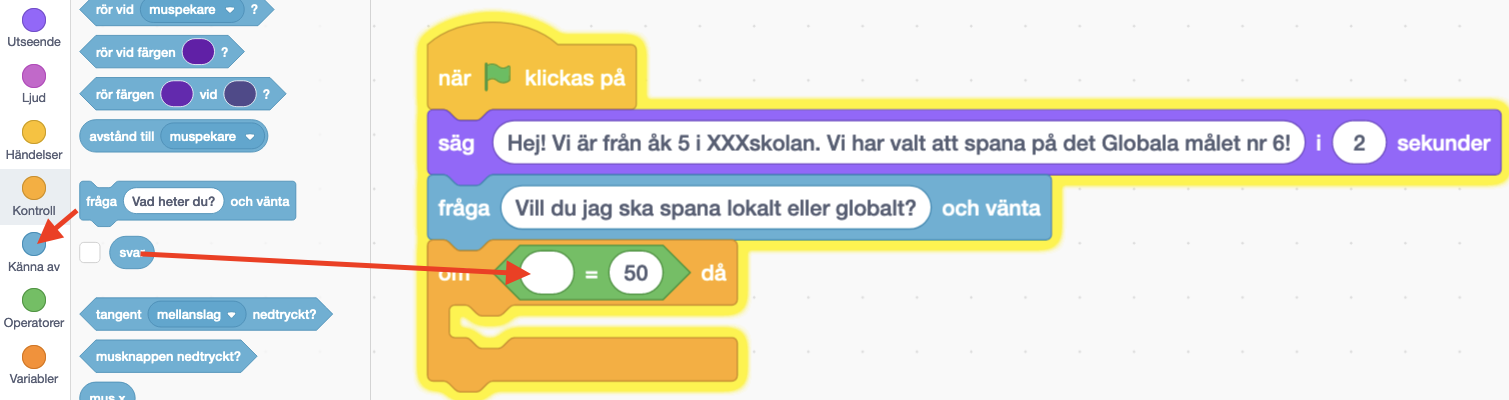 Utseende
Ljud
Händelser
Kontroll
Känna av
Operatorer
Variabler
rör vid muspekare ?
rör vid färgen ?
rör färgen vid ?
avstånd till muspekare
fråga Vad heter du? och vänta
svar
tangent mellanslag nedtryckt?
musknappen nedtryckt?
mus x
när klickas på
säg Hej! Vi är från åk 5 i XXXskolan. Vi har valt att spana på det Globala målet nr 6! i 2 sekunder
fråga Vill du jag ska spana lokalt eller globalt? och vänta
om = 50 då